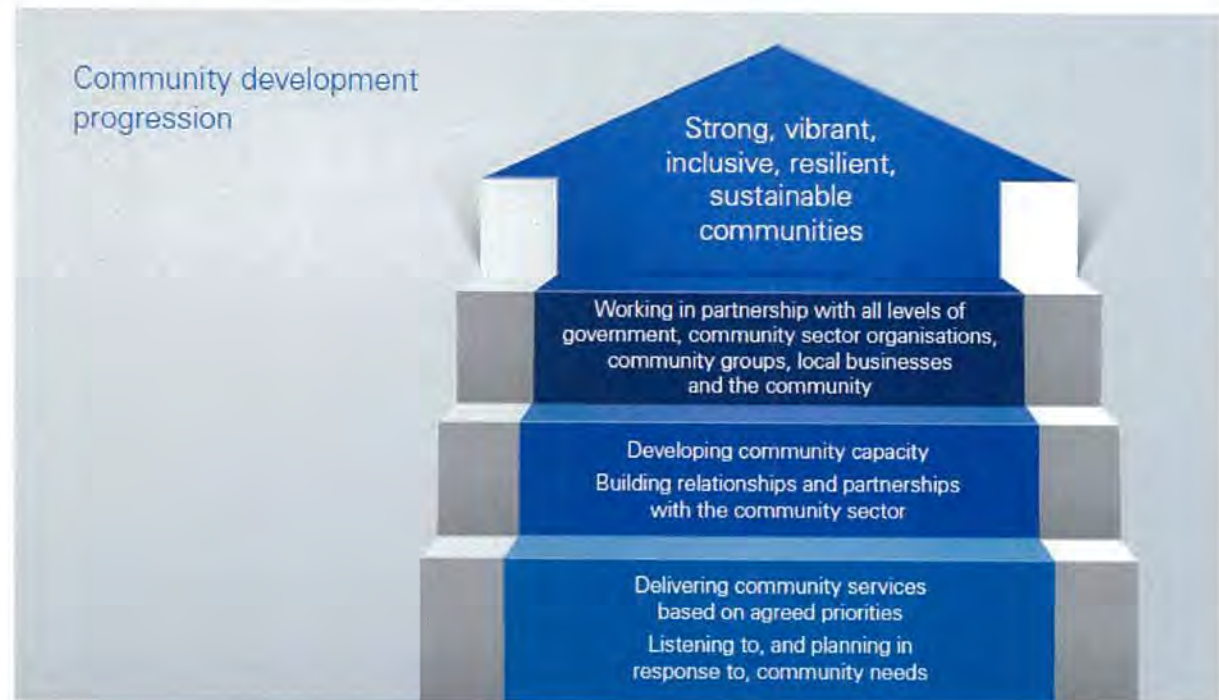 Community development
progression
Strong, vibrant,
inclusive, resilient,
sustainable
communities
Working in partnership with all levels of
government, community sector organisations,
community groups, local businesses
and the community
Developing community capacity
Building relationships and partnerships
with the community sector
Delivering community services
based on agreed priorities
Listening to, and planning in
response to, community needs